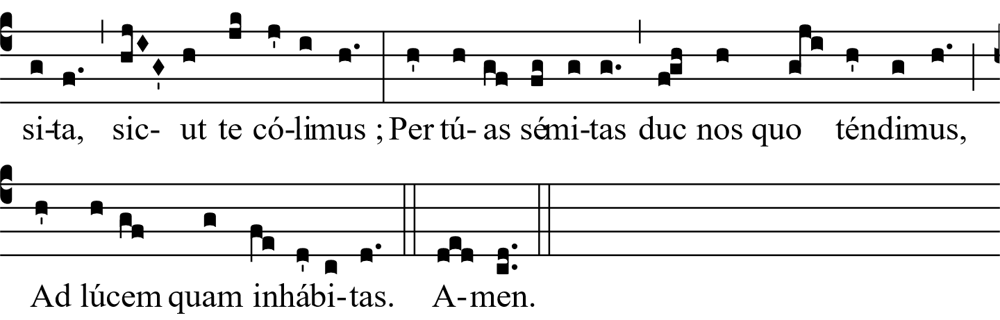 si-ta, sic- ut te có-limus ; Per tú- as sémi-tas duc nos quo téndimus,
Ad lúcem quam inhábi-tas. A-men.